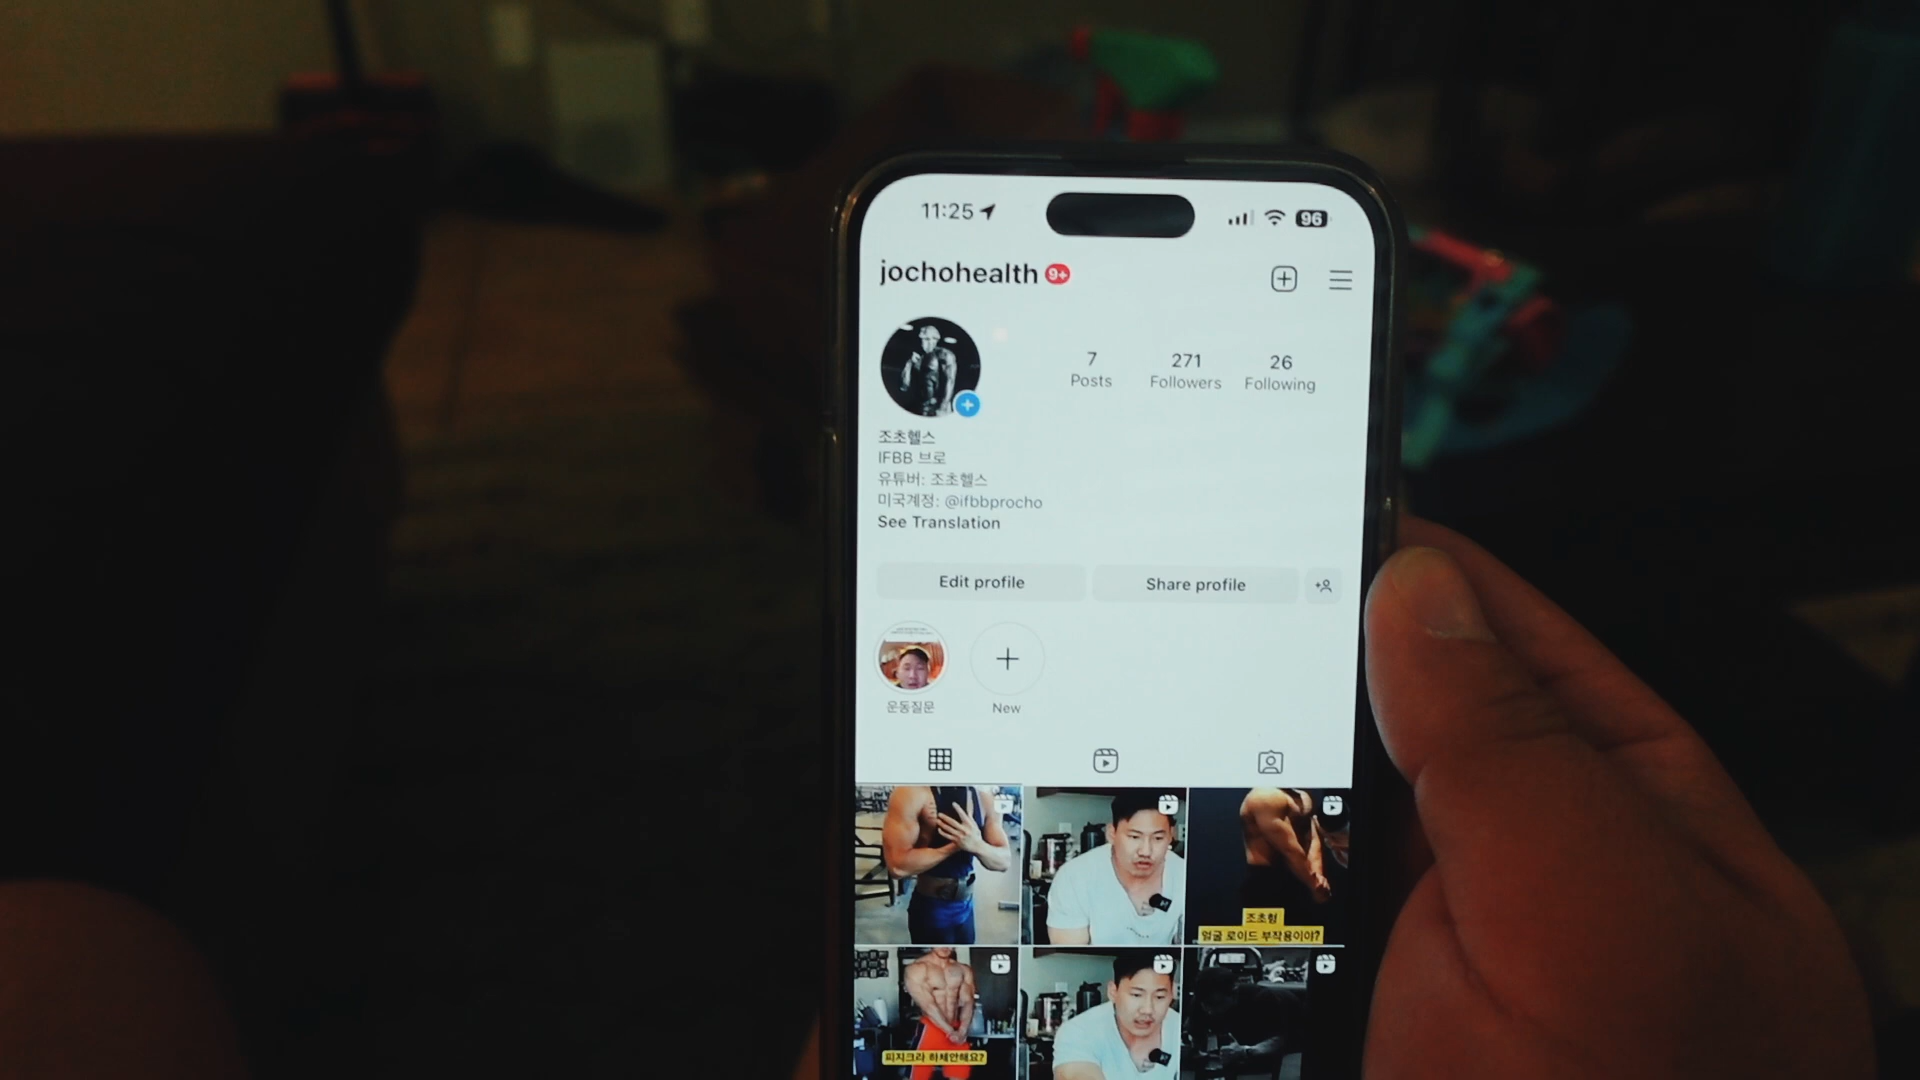 11:25
96
jochohealth 9+
7
Posts
271
Followers
26
Following
조초헬스
IFBB 브로
유튜버: 조초헬스
미국계정: @ifbbprocho
See Translation
Edit profile
Share profile
운동질문
New
조초형
얼굴 로이드 부작용이야?
피지크라 하체안해요?